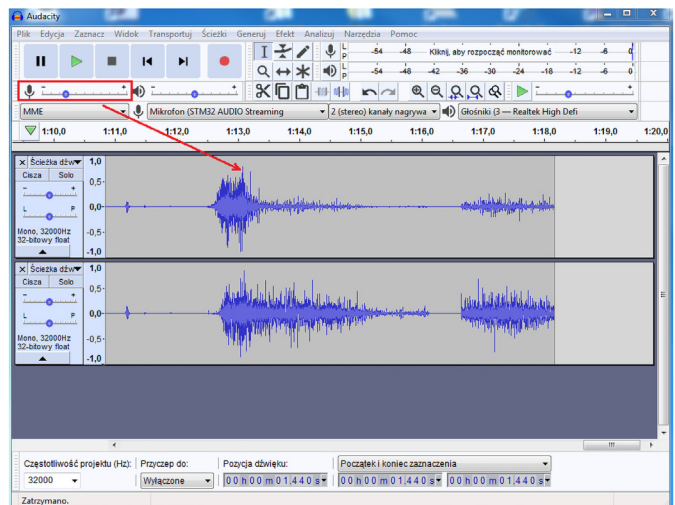 Audacity
Plik Edycja Zaznacz Widok Transportuj Ścieżki Generuj Efekt Analizuj Narzędzia Pomoc
L P -54 -48 Kliknij, aby rozpocząć monitorować -12 -6 0
L P -54 -48 -42 -36 -30 -24 -18 -12 -6 0
MME Mikrofon (STM32 AUDIO Streaming 2 (stereo) kanały nagrywa Głośniki (3 — Realtek High Defi
1:10,0 1:11,0 1:12,0 1:13,0 1:14,0 1:15,0 1:16,0 1:17,0 1:18,0 1:19,0 1:20,0
x Ścieżka dźw 1,0
Cisza Solo
- + 0,5
L P 0,0
Mono, 32000Hz -0,5
32-bitowy float
-1,0
x Ścieżka dźw 1,0
Cisza Solo
- + 0,5
L P 0,0
Mono, 32000Hz -0,5
32-bitowy float
-1,0
Częstotliwość projektu (Hz): Przyczep do: Pozycja dźwięku: Początek i koniec zaznaczenia
32000 Wyłączone 00 h 00 m 01.440 s 00 h 00 m 01.440 s 00 h 00 m 01.440 s
Zatrzymano.